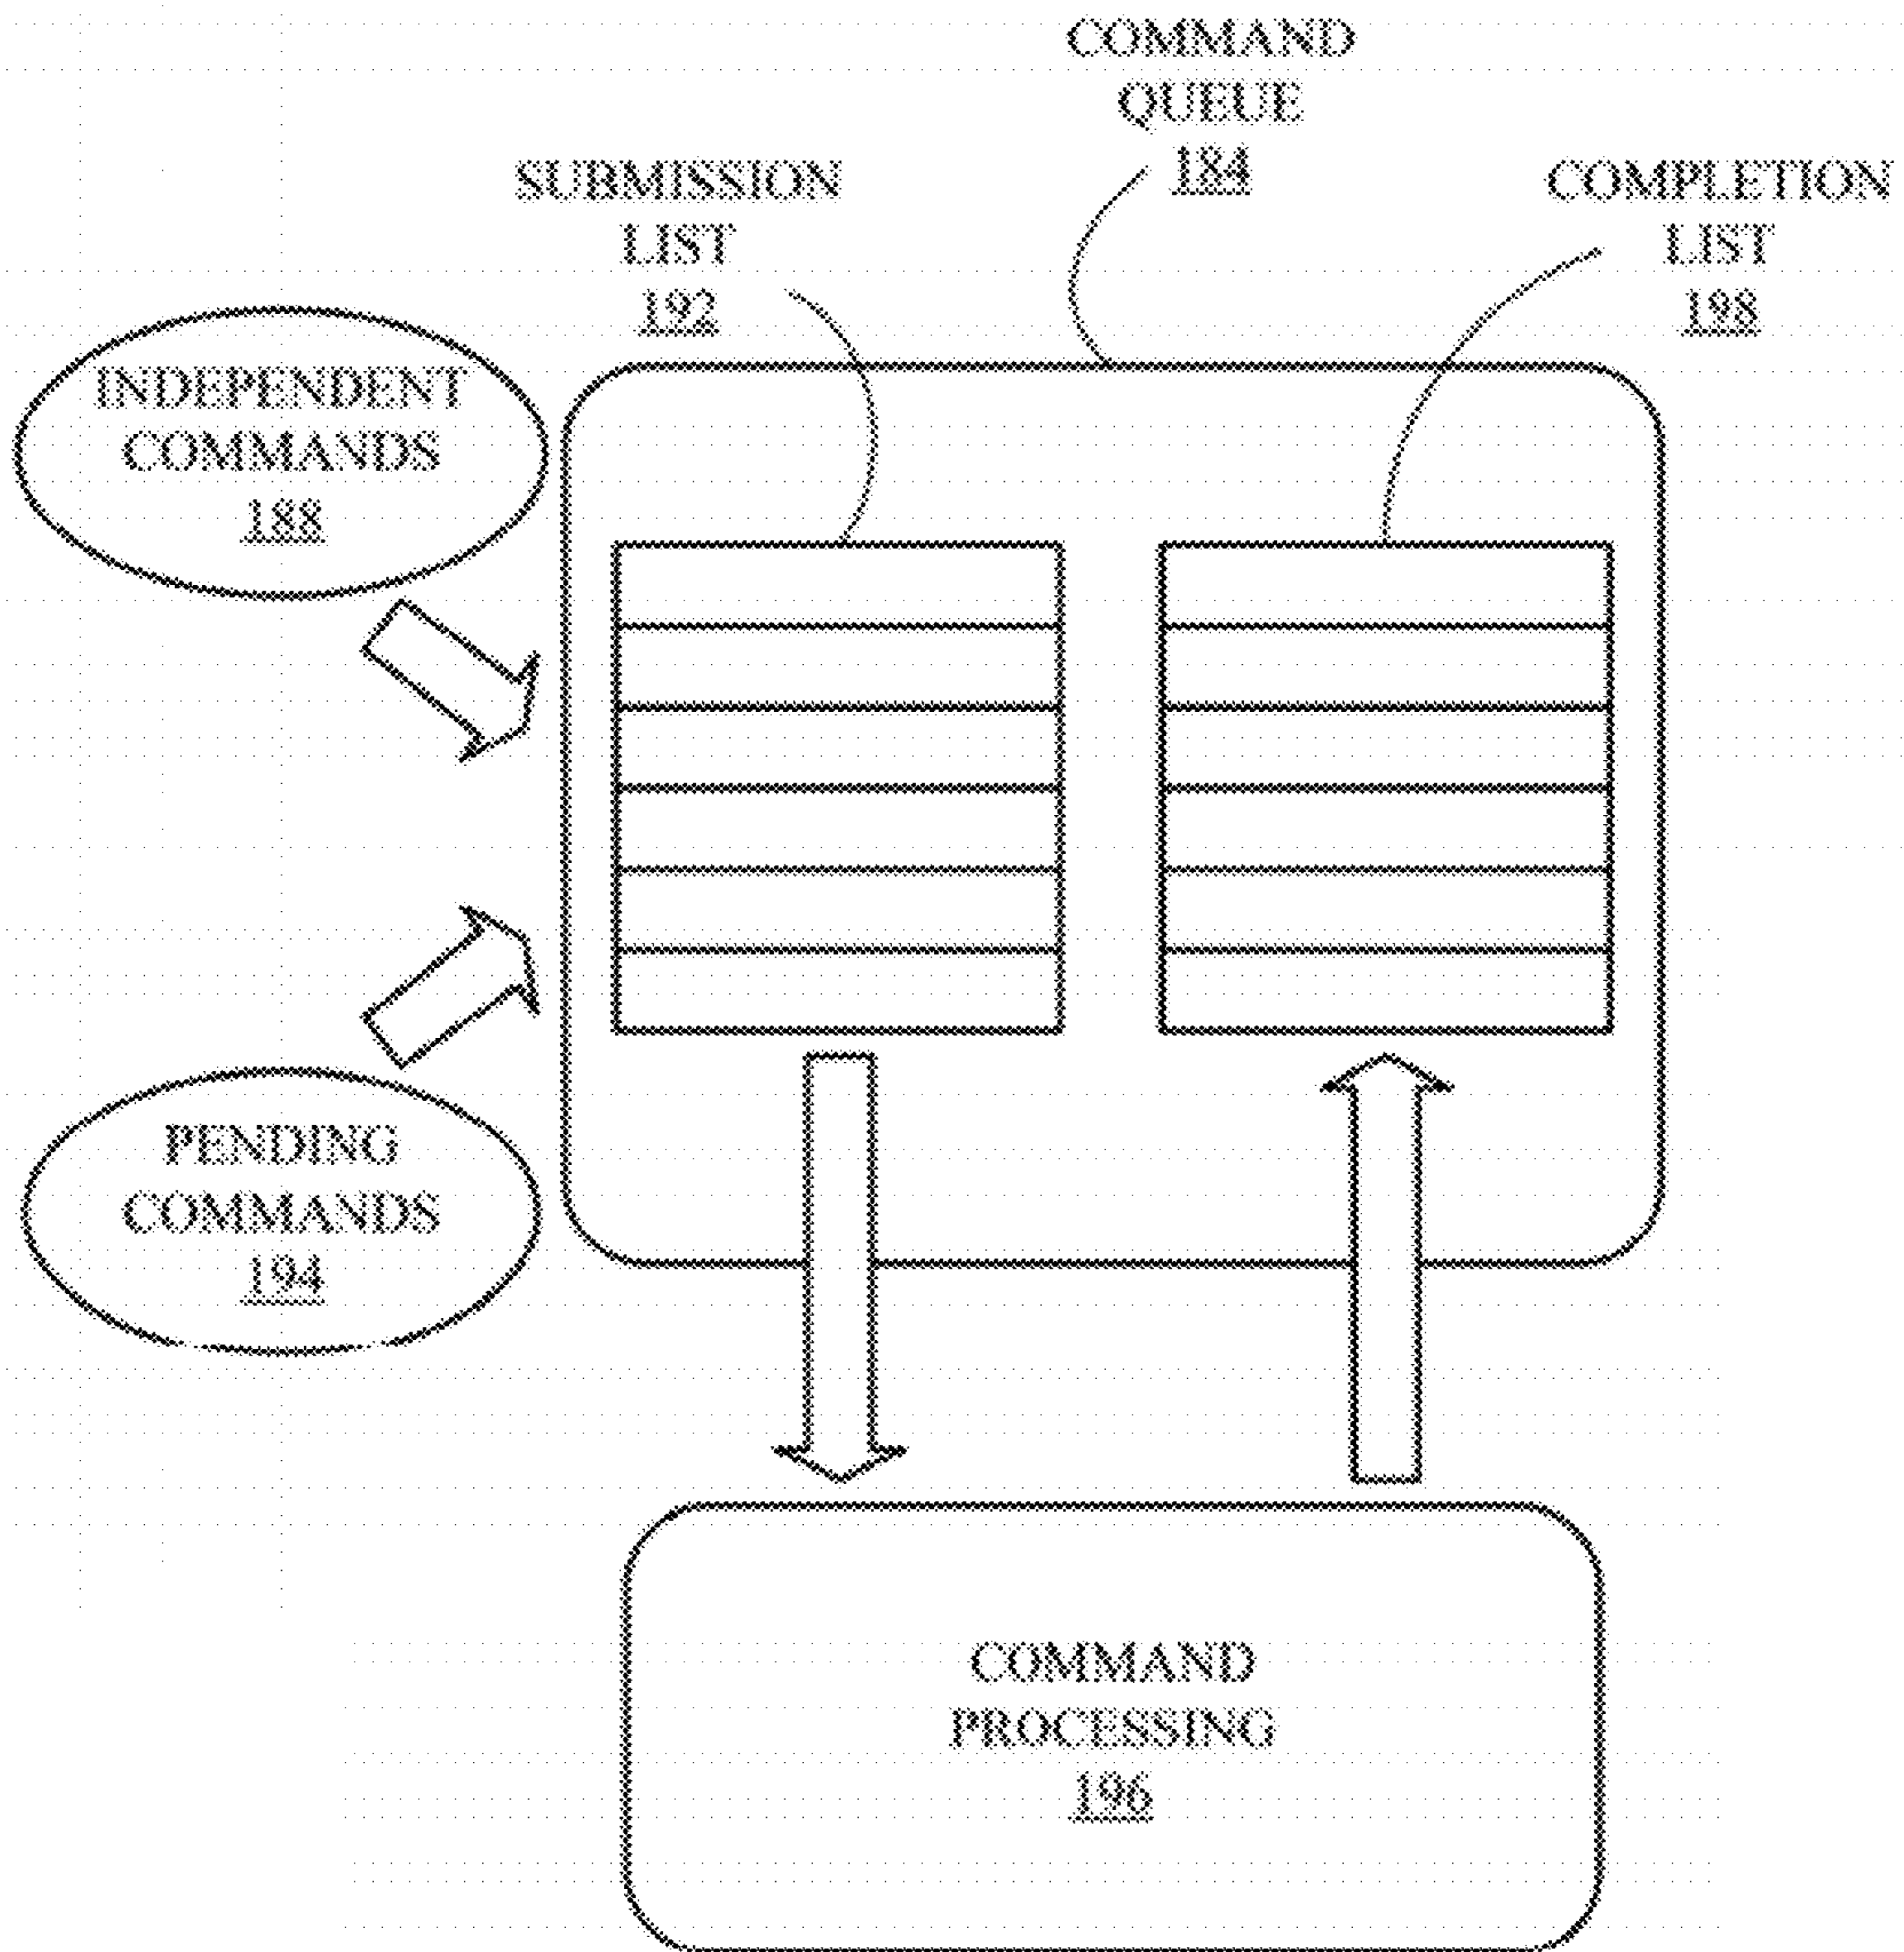 COMMAND
QUEUE
184
SUBMISSION
LIST
192
COMPLETION
LIST
198
INDEPENDENT
COMMANDS
188
PENDING
COMMANDS
194
COMMAND
PROCESSING
196